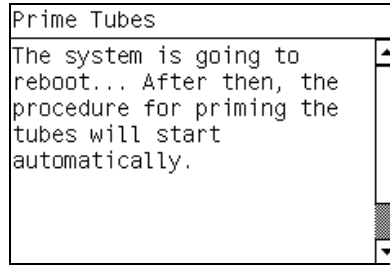 Prime Tubes
The system is going to
reboot... After then, the
procedure for priming the
tubes will start
automatically.